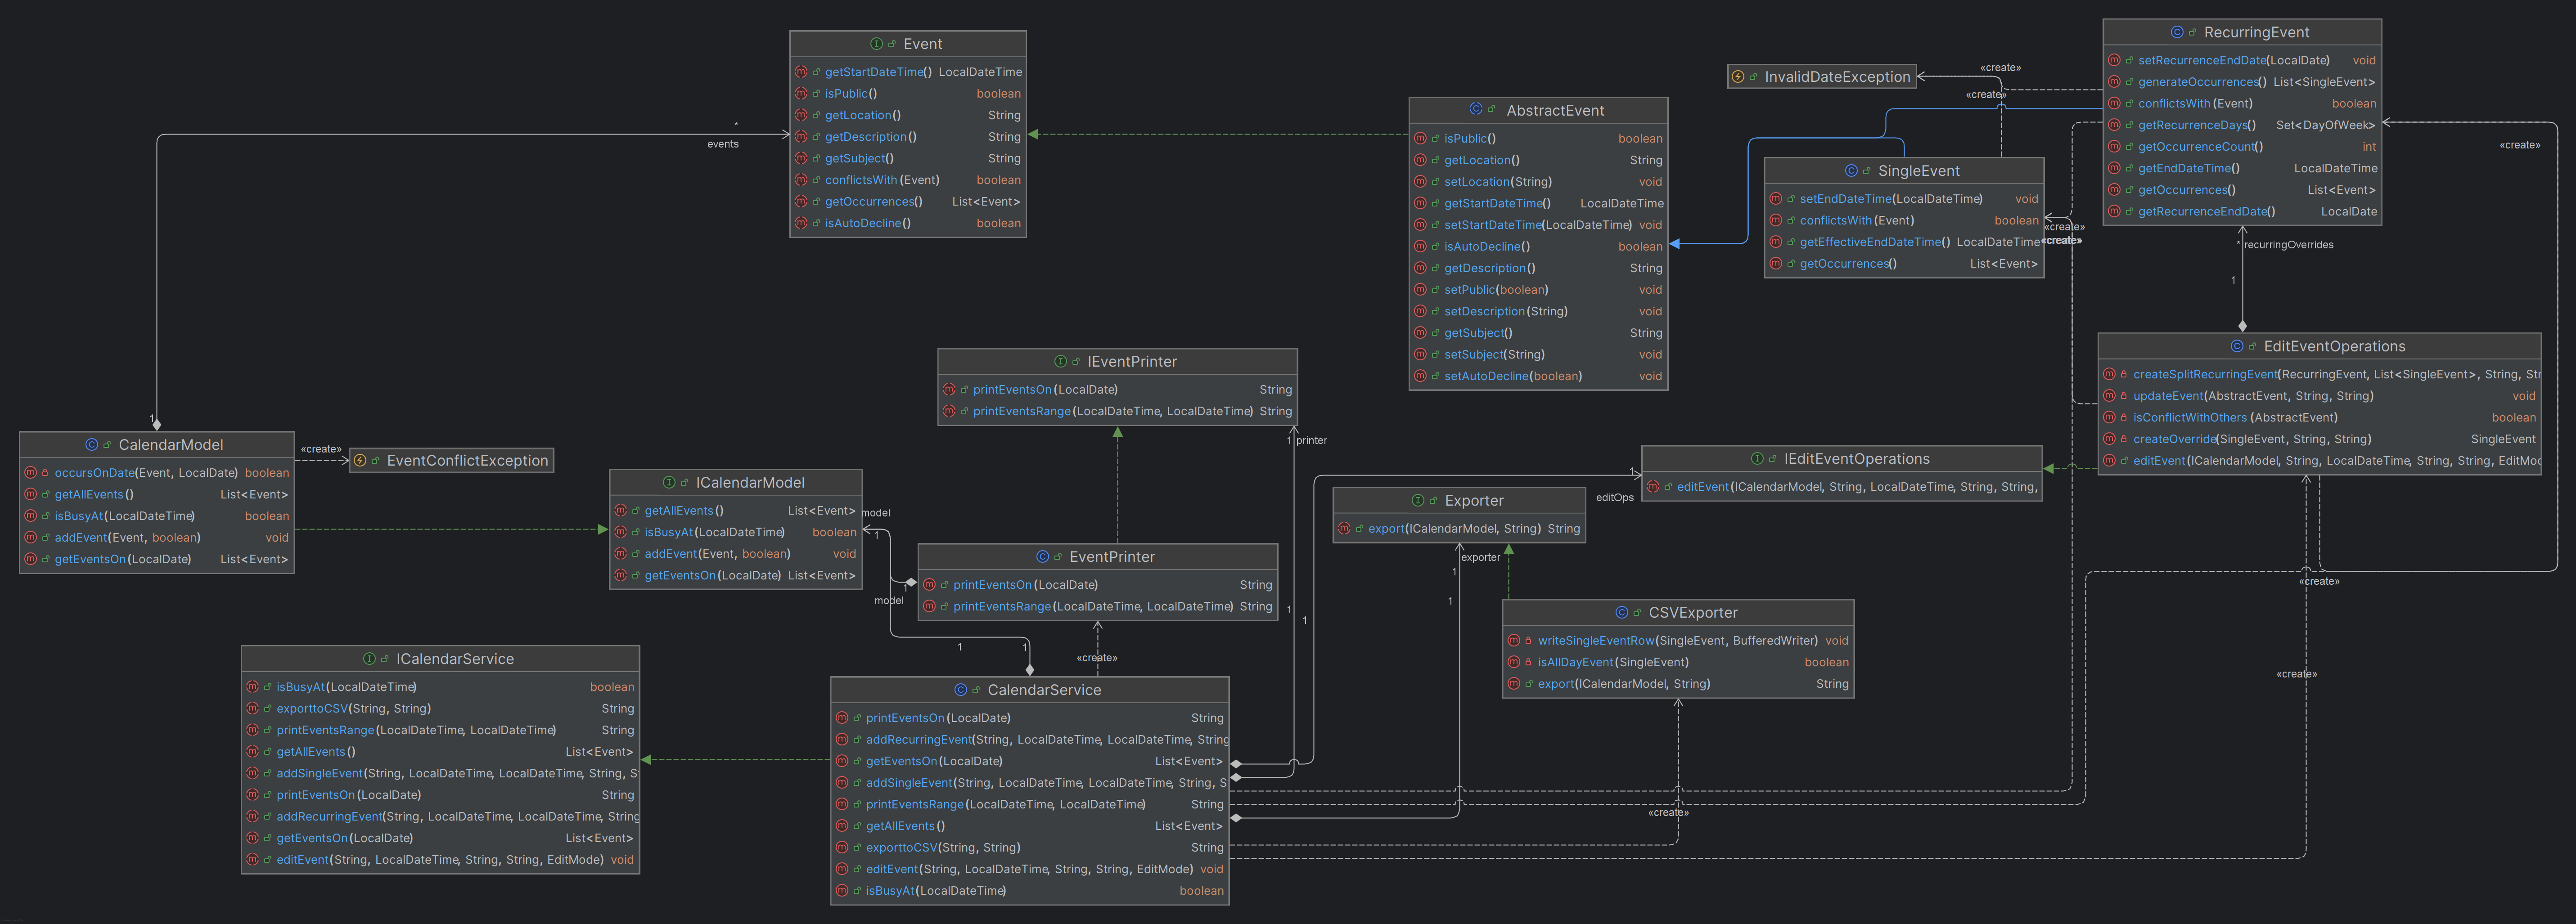 Event
getStartDateTime() LocalDateTime
isPublic() boolean
getLocation() String
getDescription() String
getSubject() String
conflictsWith(Event) boolean
getOccurrences() List<Event>
isAutoDecline() boolean
RecurringEvent
setRecurrenceEndDate(LocalDate) void
generateOccurrences() List<SingleEvent>
conflictsWith(Event) boolean
getRecurrenceDays() Set<DayOfWeek>
getOccurrenceCount() int
getEndDateTime() LocalDateTime
getOccurrences() List<Event>
getRecurrenceEndDate() LocalDate
InvalidDateException
«create»
«create»
AbstractEvent
isPublic() boolean
getLocation() String
setLocation(String) void
getStartDateTime() LocalDateTime
setStartDateTime(LocalDateTime) void
isAutoDecline() boolean
getDescription() String
setPublic(boolean) void
setDescription(String) void
getSubject() String
setSubject(String) void
setAutoDecline(boolean) void
SingleEvent
setEndDateTime(LocalDateTime) void
conflictsWith(Event) boolean
getEffectiveEndDateTime() LocalDateTime
getOccurrences() List<Event>
«create»
«create»
«create»
*
events
1
* recurringOverrides
1
EditEventOperations
createSplitRecurringEvent(RecurringEvent, List<SingleEvent>, String, Str
updateEvent(AbstractEvent, String, String) void
isConflictWithOthers(AbstractEvent) boolean
createOverride(SingleEvent, String, String) SingleEvent
editEvent(ICalendarModel, String, LocalDateTime, String, String, EditMod
IEventPrinter
printEventsOn(LocalDate) String
printEventsRange(LocalDateTime, LocalDateTime) String
1 printer
CalendarModel
occursOnDate(Event, LocalDate) boolean
getAllEvents() List<Event>
isBusyAt(LocalDateTime) boolean
addEvent(Event, boolean) void
getEventsOn(LocalDate) List<Event>
«create»
EventConflictException
ICalendarModel
getAllEvents() List<Event>
isBusyAt(LocalDateTime) boolean
addEvent(Event, boolean) void
getEventsOn(LocalDate) List<Event>
model
1
1
model
IEditEventOperations
editEvent(ICalendarModel, String, LocalDateTime, String, String,
1
editOps
Exporter
export(ICalendarModel, String) String
exporter
1
1
EventPrinter
printEventsOn(LocalDate) String
printEventsRange(LocalDateTime, LocalDateTime) String
1
1
CSVExporter
writeSingleEventRow(SingleEvent, BufferedWriter) void
isAllDayEvent(SingleEvent) boolean
export(ICalendarModel, String) String
«create»
«create»
1
1
«create»
ICalendarService
isBusyAt(LocalDateTime) boolean
exporttoCSV(String, String) String
printEventsRange(LocalDateTime, LocalDateTime) String
getAllEvents() List<Event>
addSingleEvent(String, LocalDateTime, LocalDateTime, String, S
printEventsOn(LocalDate) String
addRecurringEvent(String, LocalDateTime, LocalDateTime, String
getEventsOn(LocalDate) List<Event>
editEvent(String, LocalDateTime, String, String, EditMode) void
CalendarService
printEventsOn(LocalDate) String
addRecurringEvent(String, LocalDateTime, LocalDateTime, String
getEventsOn(LocalDate) List<Event>
addSingleEvent(String, LocalDateTime, LocalDateTime, String, S
printEventsRange(LocalDateTime, LocalDateTime) String
getAllEvents() List<Event>
exporttoCSV(String, String) String
editEvent(String, LocalDateTime, String, String, EditMode) void
isBusyAt(LocalDateTime) boolean
«create»